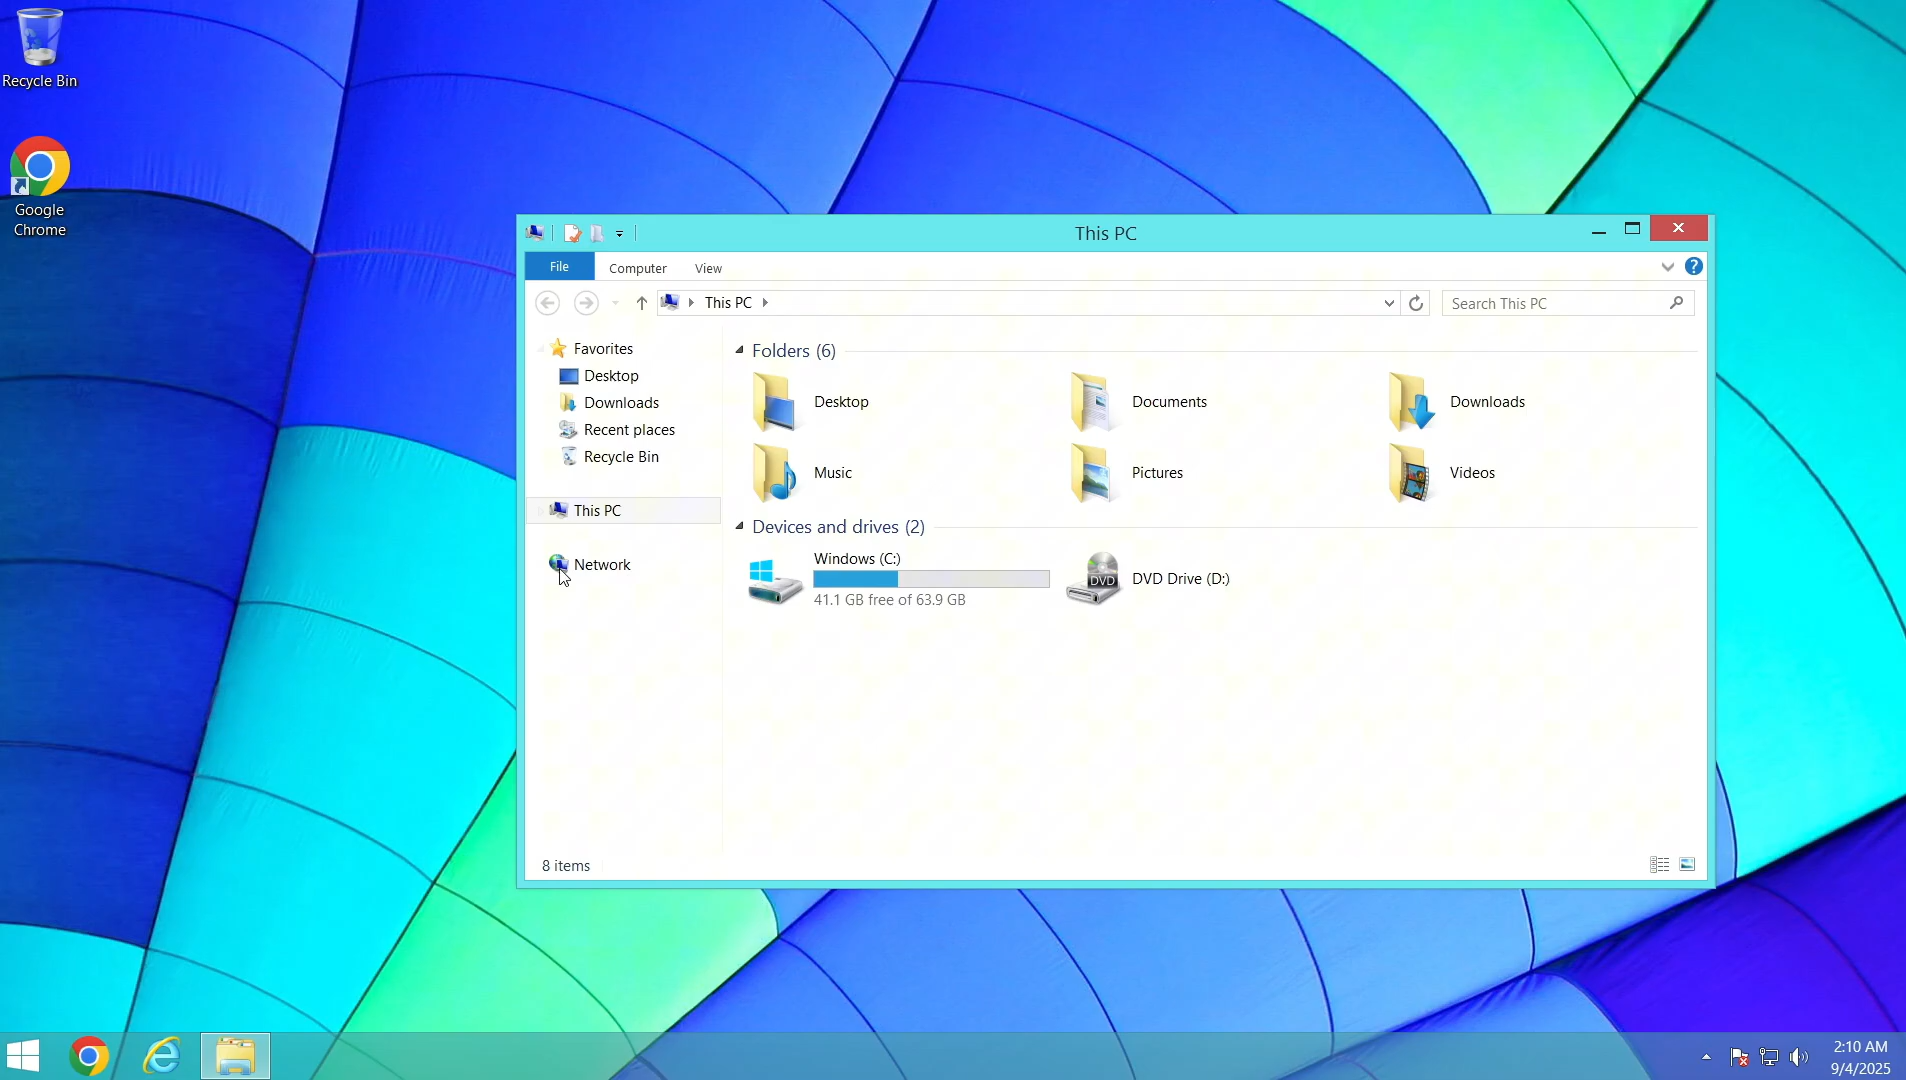 Recycle Bin
Google
Chrome
This PC
File
Computer
View
?
This PC
Search This PC
Favorites
Desktop
Downloads
Recent places
Recycle Bin
This PC
Network
Folders (6)
Desktop
Documents
Downloads
Music
Pictures
Videos
Devices and drives (2)
Windows (C:)
41.1 GB free of 63.9 GB
DVD
DVD Drive (D:)
8 items
2:10 AM
9/4/2025